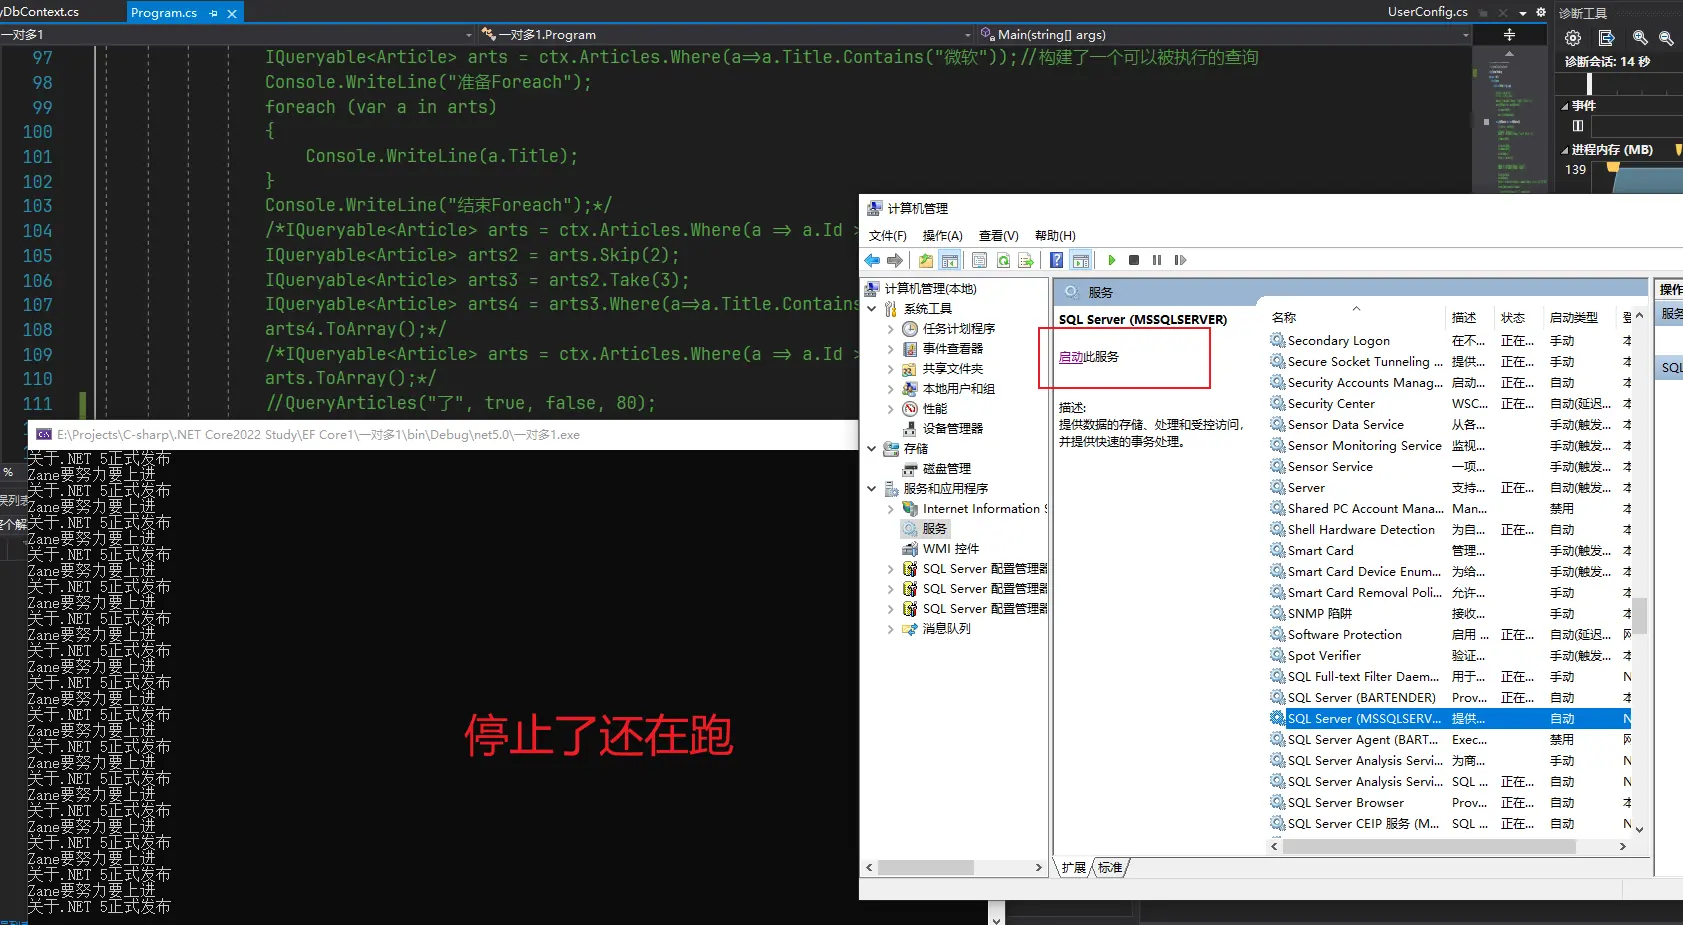 yDbContext.cs
Program.cs
UserConfig.cs
诊断工具
一对多1
一对多1.Program
Main(string[] args)
诊断会话: 14 秒
事件
进程内存 (MB)
139
97 IQueryable<Article> arts = ctx.Articles.Where(a=>a.Title.Contains("微软"));//构建了一个可以被执行的查询
98 Console.WriteLine("准备Foreach");
99 foreach (var a in arts)
100 {
101 Console.WriteLine(a.Title);
102 }
103 Console.WriteLine("结束Foreach");*/
104 /*IQueryable<Article> arts = ctx.Articles.Where(a => a.Id >
105 IQueryable<Article> arts2 = arts.Skip(2);
106 IQueryable<Article> arts3 = arts2.Take(3);
107 IQueryable<Article> arts4 = arts3.Where(a=>a.Title.Contains
108 arts4.ToArray();*/
109 /*IQueryable<Article> arts = ctx.Articles.Where(a => a.Id >
110 arts.ToArray();*/
111 //QueryArticles("了", true, false, 80);
%
误列表
整个解
E:\Projects\C-sharp\.NET Core2022 Study\EF Core1\一对多1\bin\Debug\net5.0\一对多1.exe
关于.NET 5正式发布
Zane要努力要上进
关于.NET 5正式发布
Zane要努力要上进
关于.NET 5正式发布
Zane要努力要上进
关于.NET 5正式发布
Zane要努力要上进
关于.NET 5正式发布
Zane要努力要上进
关于.NET 5正式发布
Zane要努力要上进
关于.NET 5正式发布
Zane要努力要上进
关于.NET 5正式发布
Zane要努力要上进
关于.NET 5正式发布
Zane要努力要上进
关于.NET 5正式发布
Zane要努力要上进
关于.NET 5正式发布
Zane要努力要上进
关于.NET 5正式发布
Zane要努力要上进
关于.NET 5正式发布
Zane要努力要上进
关于.NET 5正式发布
Zane要努力要上进
关于.NET 5正式发布
停止了还在跑
计算机管理
文件(F) 操作(A) 查看(V) 帮助(H)
计算机管理(本地)
系统工具
任务计划程序
事件查看器
共享文件夹
本地用户和组
性能
设备管理器
存储
磁盘管理
服务和应用程序
Internet Information S
服务
WMI 控件
SQL Server 配置管理器
SQL Server 配置管理器
SQL Server 配置管理器
消息队列
服务
SQL Server (MSSQLSERVER)
启动此服务
描述:
提供数据的存储、处理和受控访问，
并提供快速的事务处理。
名称 描述 状态 启动类型 登
Secondary Logon 在不... 正在... 手动 本
Secure Socket Tunneling ... 提供... 正在... 手动 本
Security Accounts Manag... 启动... 正在... 自动 本
Security Center WSC... 正在... 自动(延迟... 本
Sensor Data Service 从各... 手动(触发... 本
Sensor Monitoring Service 监视... 手动(触发... 本
Sensor Service 一项... 手动(触发... 本
Server 支持... 正在... 自动(触发... 本
Shared PC Account Mana... Man... 禁用 本
Shell Hardware Detection 为自... 正在... 自动 本
Smart Card 管理... 手动(触发... 本
Smart Card Device Enum... 为给... 手动(触发... 本
Smart Card Removal Poli... 允许... 手动 本
SNMP 陷阱 接收... 手动 本
Software Protection 启用 ... 正在... 自动(延迟... 网
Spot Verifier 验证... 手动(触发... 本
SQL Full-text Filter Daem... 用于... 正在... 手动 N
SQL Server (BARTENDER) Prov... 正在... 自动 本
SQL Server (MSSQLSERV... 提供... 自动 N
SQL Server Agent (BART... Exec... 禁用 网
SQL Server Analysis Servi... 为商... 手动 N
SQL Server Analysis Servi... SQL ... 正在... 自动 N
SQL Server Browser Prov... 正在... 自动 本
SQL Server CEIP 服务 (M... SQL ... 正在... 自动 N
扩展 标准
操作
服务
SQL